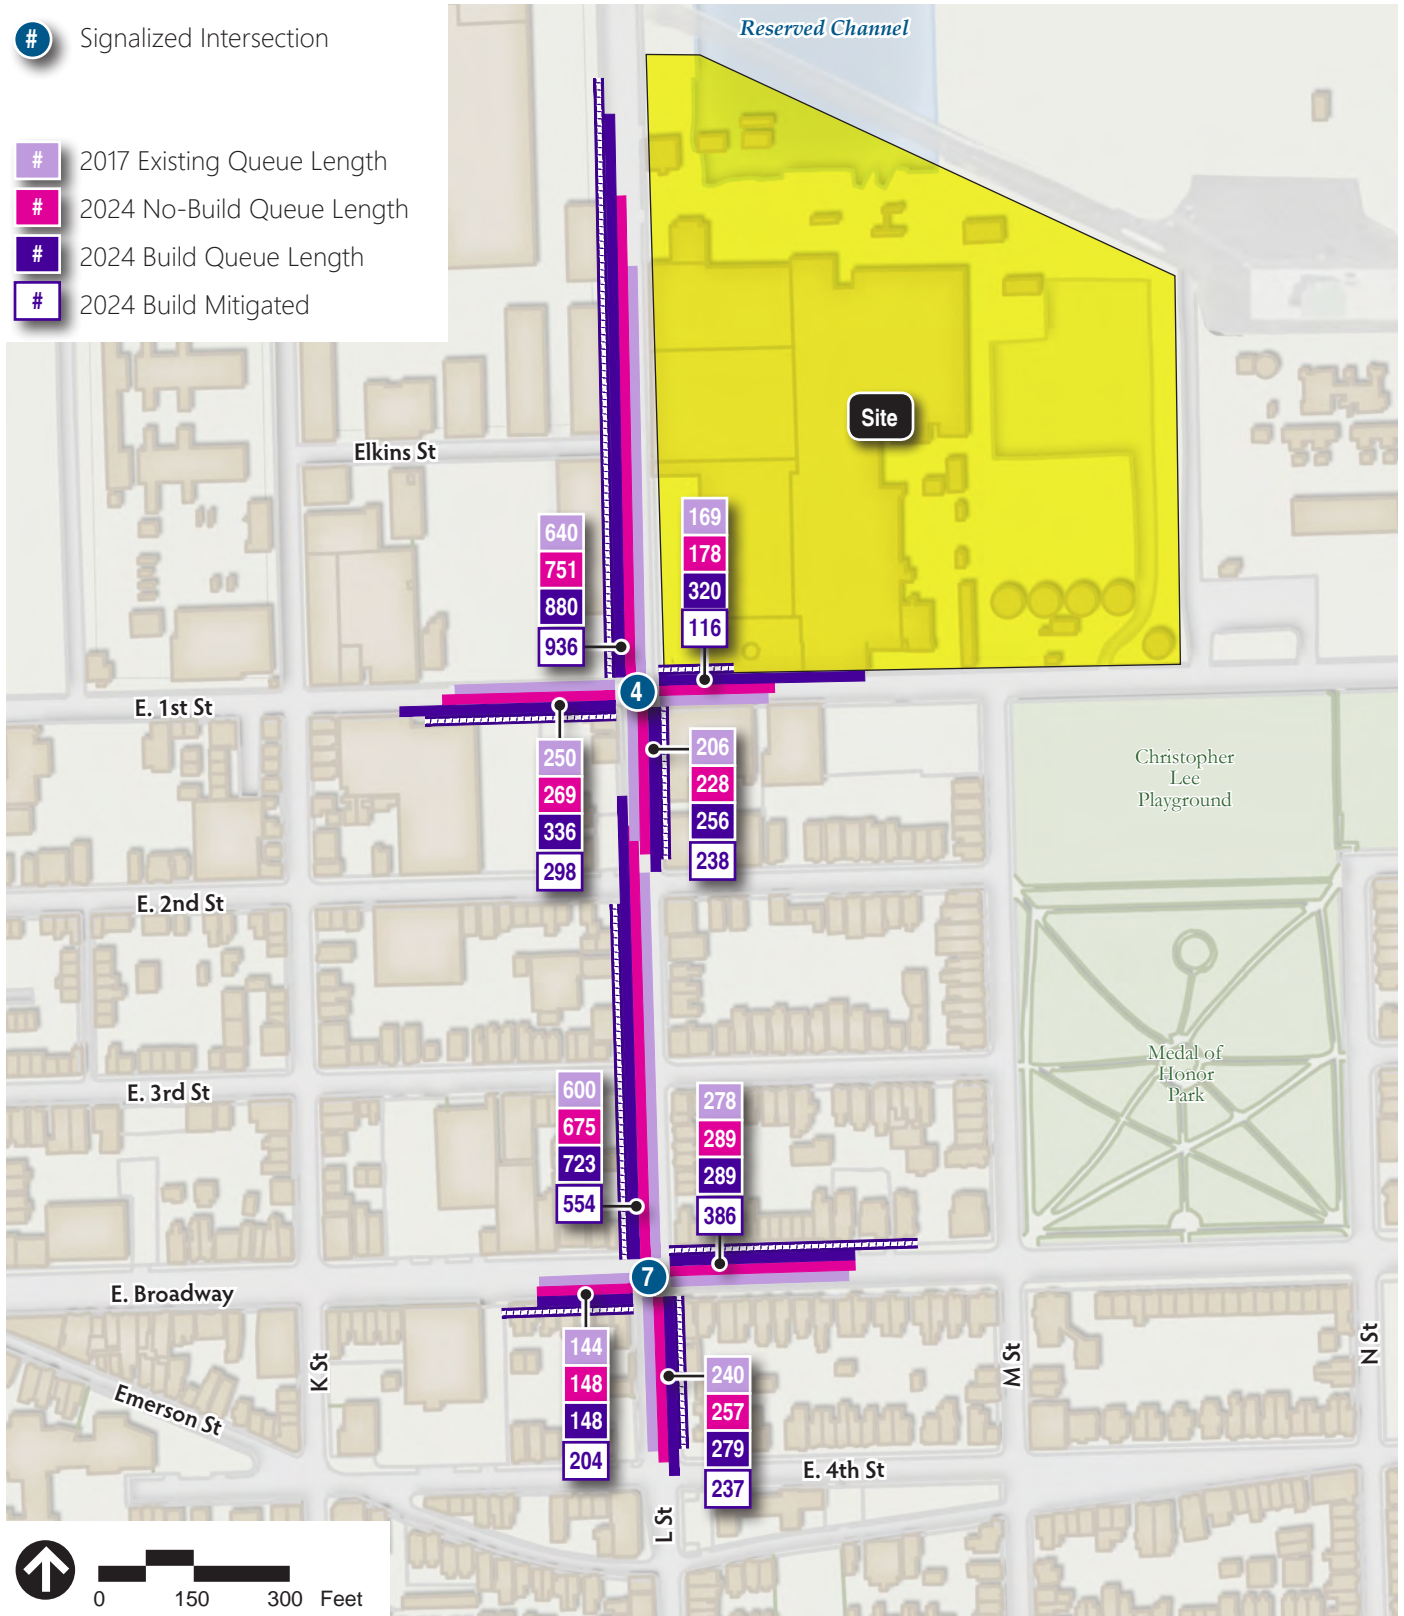 Reserved Channel
# Signalized Intersection
# 2017 Existing Queue Length
# 2024 No-Build Queue Length
# 2024 Build Queue Length
# 2024 Build Mitigated
Site
Elkins St
640
751
880
936
169
178
320
116
4
E. 1st St
250
269
336
298
206
228
256
238
Christopher
Lee
Playground
E. 2nd St
Medal of
Honor
Park
E. 3rd St
600
675
723
554
278
289
289
386
7
E. Broadway
144
148
148
204
240
257
279
237
K St
M St
N St
Emerson St
E. 4th St
L St
0 150 300 Feet